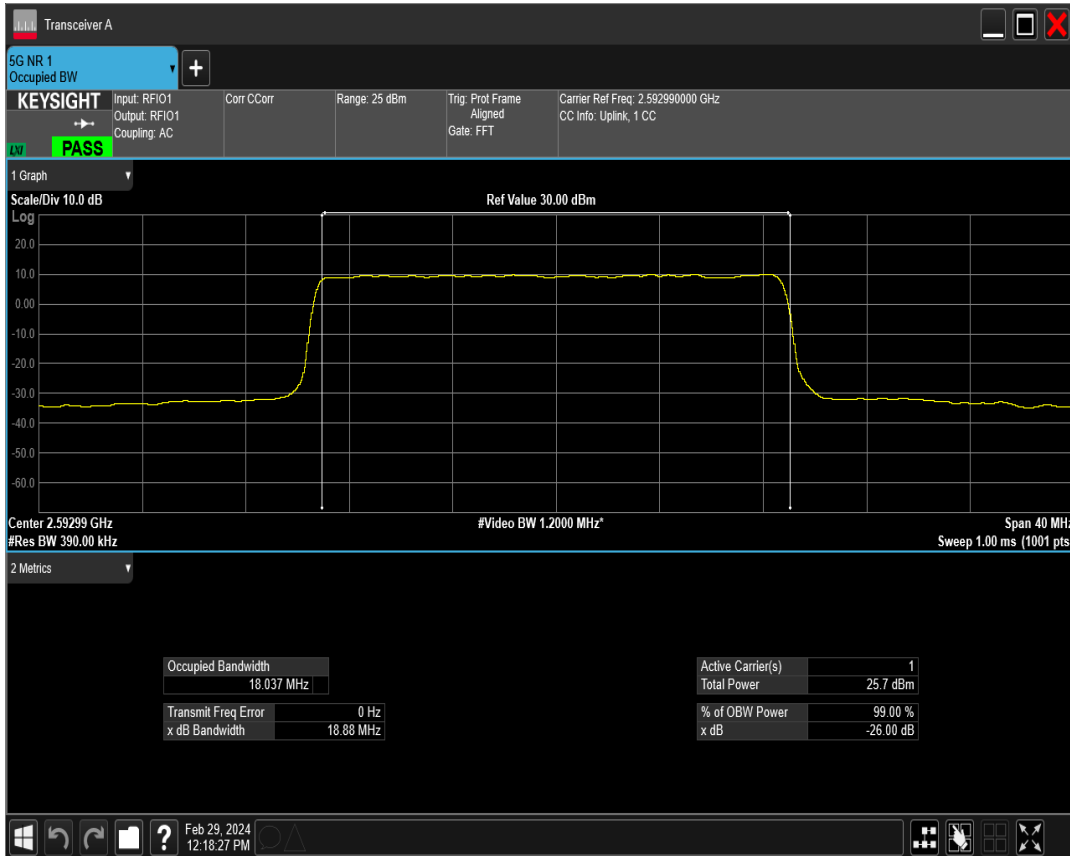 Transceiver A
5G NR 1
Occupied BW
+
KEYSIGHT
LXI
PASS
Input: RFIO1
Output: RFIO1
Coupling: AC
Corr CCorr
Range: 25 dBm
Trig: Prot Frame
Aligned
Gate: FFT
Carrier Ref Freq: 2.592990000 GHz
CC Info: Uplink, 1 CC
1 Graph
Scale/Div 10.0 dB
Ref Value 30.00 dBm
Log
20.0
10.0
0.00
-10.0
-20.0
-30.0
-40.0
-50.0
-60.0
Center 2.59299 GHz
#Video BW 1.2000 MHz*
Span 40 MHz
#Res BW 390.00 kHz
Sweep 1.00 ms (1001 pts
2 Metrics
Occupied Bandwidth
18.037 MHz
Transmit Freq Error 0 Hz
x dB Bandwidth 18.88 MHz
Active Carrier(s) 1
Total Power 25.7 dBm
% of OBW Power 99.00 %
x dB -26.00 dB
?
Feb 29, 2024
12:18:27 PM